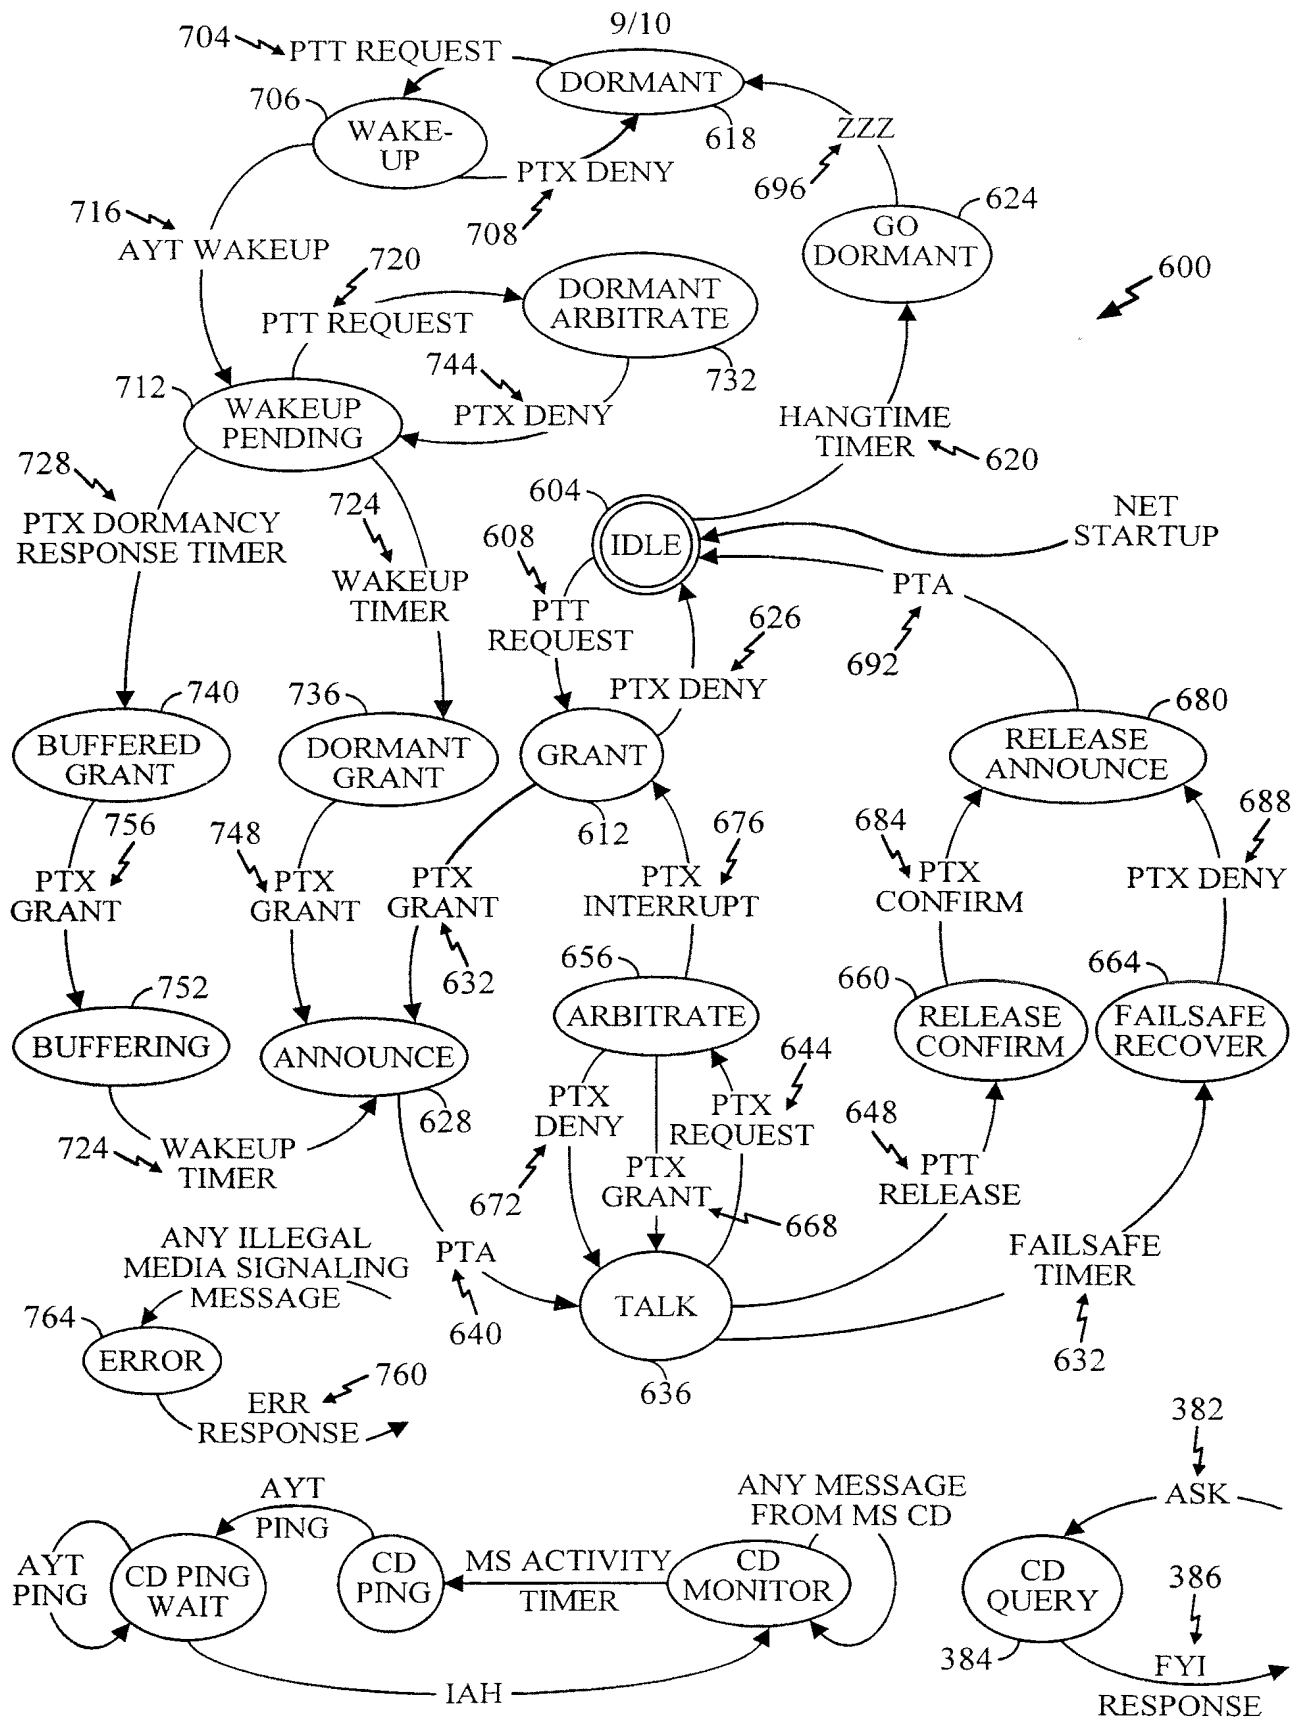 9/10
704
PTT REQUEST
DORMANT
706
618
WAKE-
UP
ZZZ
PTX DENY
696
708
624
GO
DORMANT
716
AYT WAKEUP
720
600
PTT REQUEST
DORMANT
ARBITRATE
732
744
PTX DENY
712
WAKEUP
PENDING
HANGTIME
TIMER
620
728
PTX DORMANCY
RESPONSE TIMER
724
WAKEUP
TIMER
604
IDLE
NET
STARTUP
608
PTT
REQUEST
PTA
692
626
PTX DENY
740
BUFFERED
GRANT
736
DORMANT
GRANT
GRANT
612
680
RELEASE
ANNOUNCE
756
PTX
GRANT
748
PTX
GRANT
PTX
GRANT
632
676
PTX
INTERRUPT
684
PTX
CONFIRM
688
PTX DENY
752
BUFFERING
ANNOUNCE
628
656
ARBITRATE
660
RELEASE
CONFIRM
664
FAILSAFE
RECOVER
724
WAKEUP
TIMER
PTX
DENY
672
PTX
GRANT
668
644
PTX
REQUEST
648
PTT
RELEASE
ANY ILLEGAL
MEDIA SIGNALING
MESSAGE
PTA
640
TALK
636
FAILSAFE
TIMER
632
764
ERROR
760
ERR
RESPONSE
382
ASK
AYT
PING
ANY MESSAGE
FROM MS CD
AYT
PING
CD PING
WAIT
CD
PING
MS ACTIVITY
TIMER
CD
MONITOR
CD
QUERY
384
386
FYI
RESPONSE
IAH